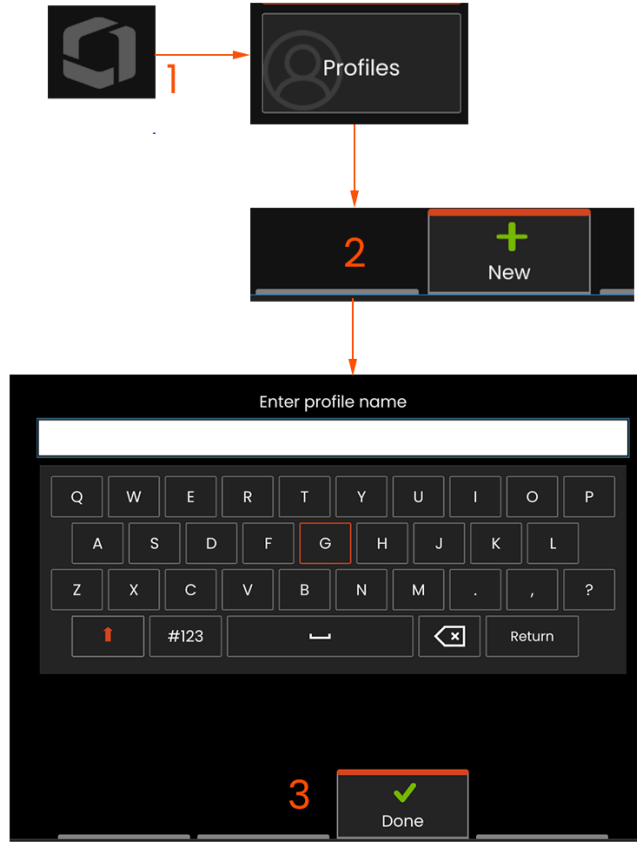 1
Profiles
2
New
Enter profile name
Q W E R T Y U I O P
A S D F G H J K L
Z X C V B N M . , ?
#123 Return
3
Done